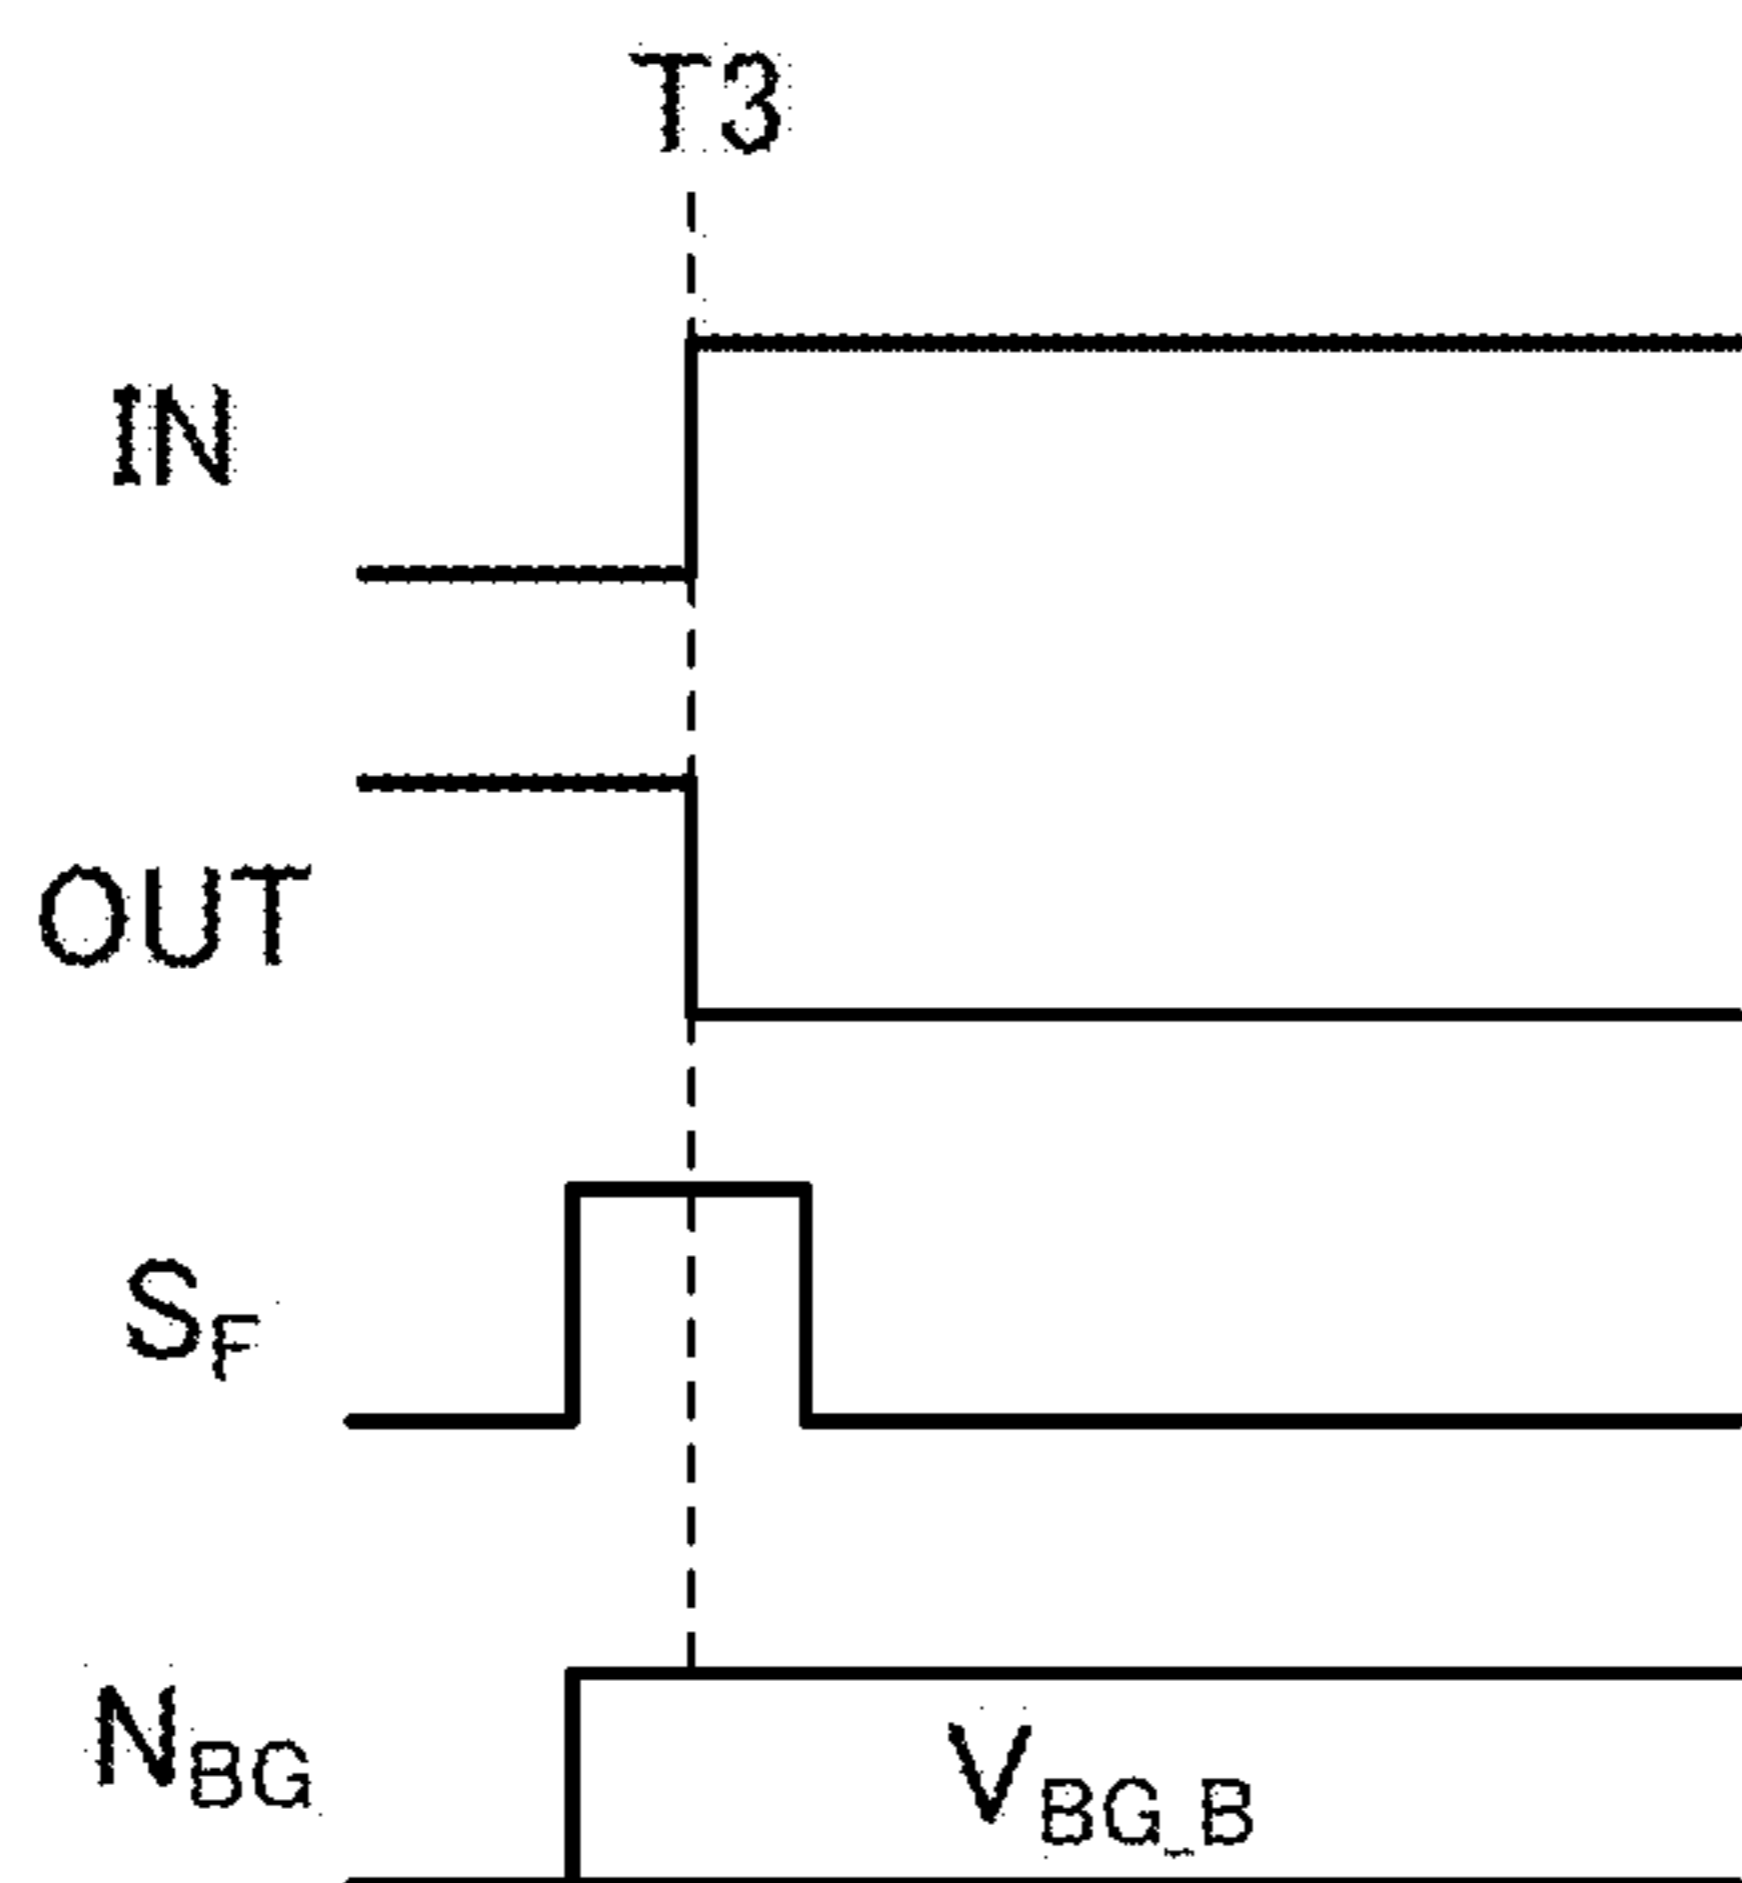 T3
IN
OUT
SF
NBG
VBG_B